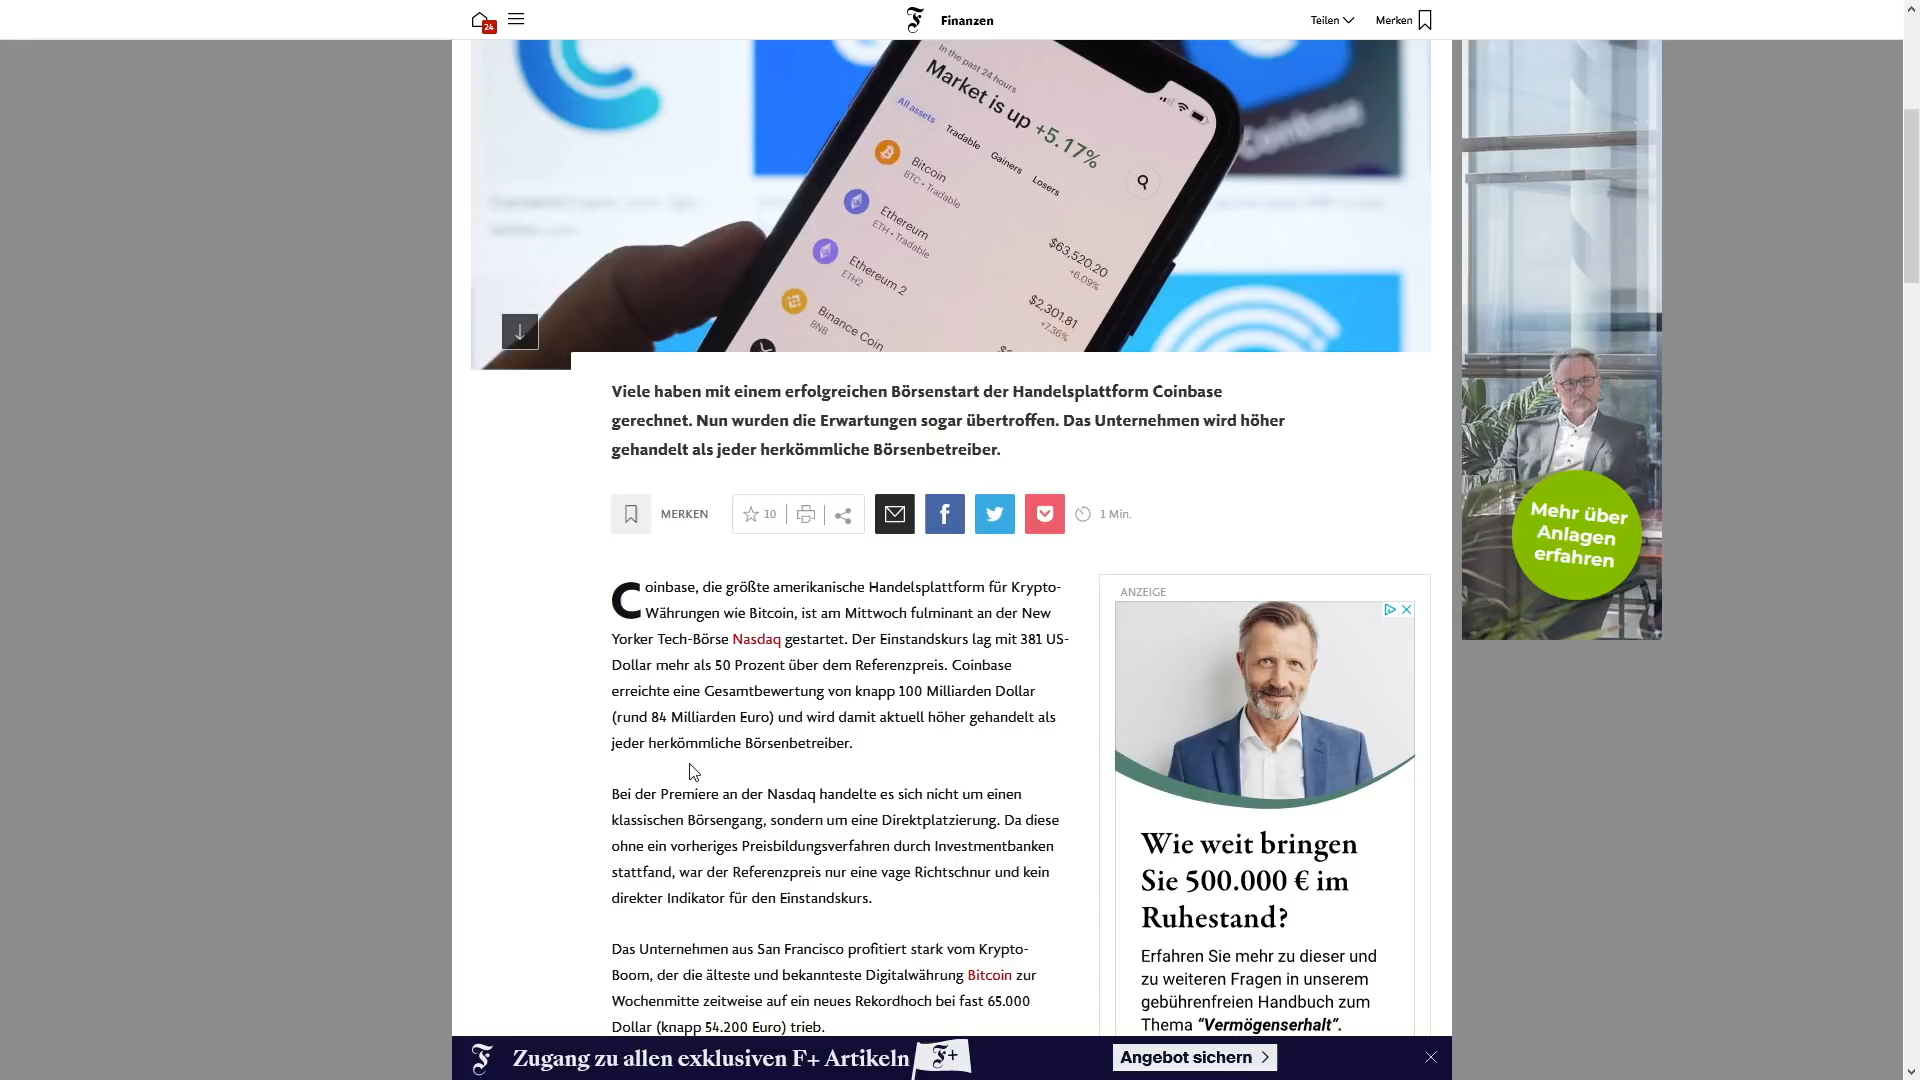 24
Finanzen
Teilen
Merken
In the past 24 hours
Market is up +5.17%
All assets
Tradable
Gainers
Losers
Bitcoin
BTC • Tradable
$63,520.20
+6.09%
Ethereum
ETH • Tradable
$2,301.81
+7.36%
Ethereum 2
ETH2
Binance Coin
BNB
Coinbase
Viele haben mit einem erfolgreichen Börsenstart der Handelsplattform Coinbase
gerechnet. Nun wurden die Erwartungen sogar übertroffen. Das Unternehmen wird höher
gehandelt als jeder herkömmliche Börsenbetreiber.
MERKEN
10
1 Min.
Coinbase, die größte amerikanische Handelsplattform für Krypto-
Währungen wie Bitcoin, ist am Mittwoch fulminant an der New
Yorker Tech-Börse Nasdaq gestartet. Der Einstandskurs lag mit 381 US-
Dollar mehr als 50 Prozent über dem Referenzpreis. Coinbase
erreichte eine Gesamtbewertung von knapp 100 Milliarden Dollar
(rund 84 Milliarden Euro) und wird damit aktuell höher gehandelt als
jeder herkömmliche Börsenbetreiber.
Bei der Premiere an der Nasdaq handelte es sich nicht um einen
klassischen Börsengang, sondern um eine Direktplatzierung. Da diese
ohne ein vorheriges Preisbildungsverfahren durch Investmentbanken
stattfand, war der Referenzpreis nur eine vage Richtschnur und kein
direkter Indikator für den Einstandskurs.
Das Unternehmen aus San Francisco profitiert stark vom Krypto-
Boom, der die älteste und bekannteste Digitalwährung Bitcoin zur
Wochenmitte zeitweise auf ein neues Rekordhoch bei fast 65.000
Dollar (knapp 54.200 Euro) trieb.
ANZEIGE
Wie weit bringen
Sie 500.000 € im
Ruhestand?
Erfahren Sie mehr zu dieser und
zu weiteren Fragen in unserem
gebührenfreien Handbuch zum
Thema “Vermögenserhalt”.
Mehr über
Anlagen
erfahren
Zugang zu allen exklusiven F+ Artikeln
F+
Angebot sichern